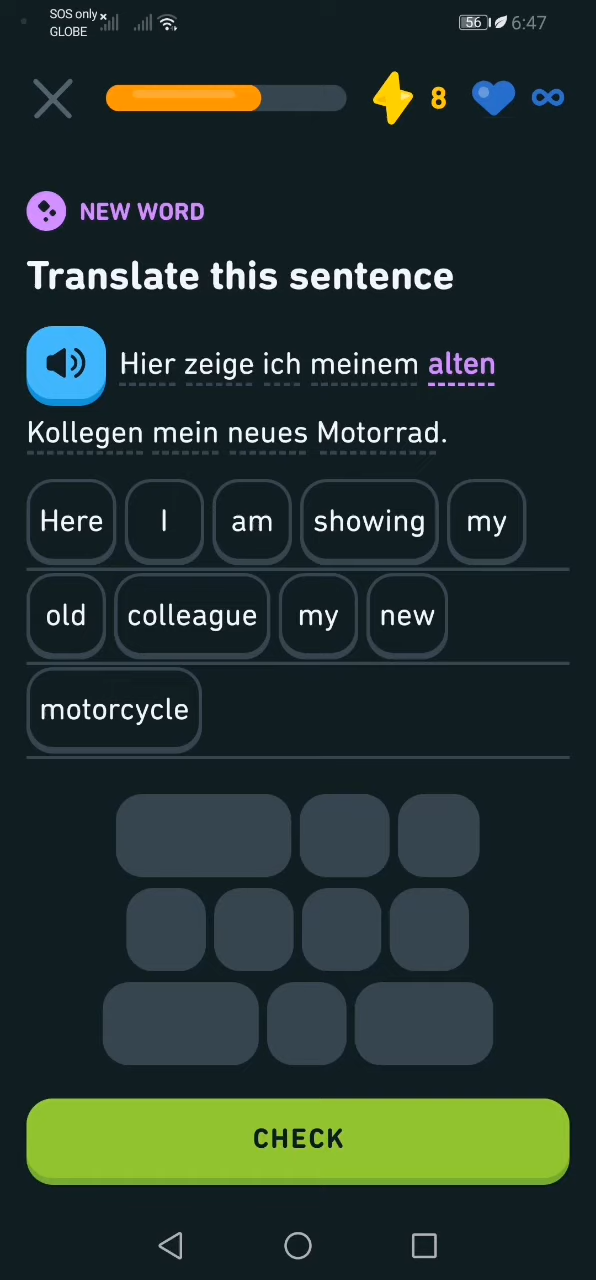 SOS only
GLOBE
56 6:47
8 ∞
NEW WORD
Translate this sentence
Hier zeige ich meinem alten
Kollegen mein neues Motorrad.
Here I am showing my
old colleague my new
motorcycle
CHECK